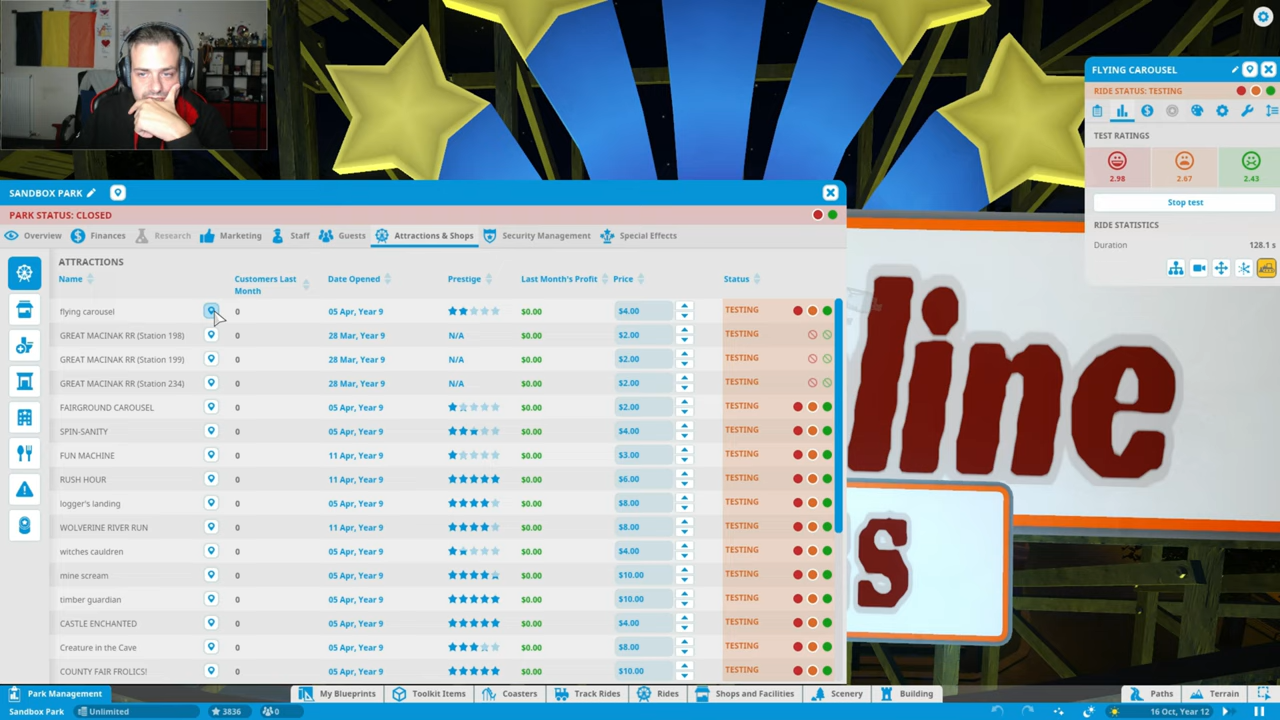 FLYING CAROUSEL
RIDE STATUS: TESTING
TEST RATINGS
2.98 2.67 2.43
Stop test
RIDE STATISTICS
Duration 128.1 s
SANDBOX PARK
PARK STATUS: CLOSED
Overview Finances Research Marketing Staff Guests Attractions & Shops Security Management Special Effects
ATTRACTIONS
Name Customers Last Month Date Opened Prestige Last Month's Profit Price Status
flying carousel 0 05 Apr, Year 9 $0.00 $4.00 TESTING
GREAT MACINAK RR (Station 198) 0 28 Mar, Year 9 N/A $0.00 $2.00 TESTING
GREAT MACINAK RR (Station 199) 0 28 Mar, Year 9 N/A $0.00 $2.00 TESTING
GREAT MACINAK RR (Station 234) 0 28 Mar, Year 9 N/A $0.00 $2.00 TESTING
FAIRGROUND CAROUSEL 0 05 Apr, Year 9 $0.00 $2.00 TESTING
SPIN-SANITY 0 05 Apr, Year 9 $0.00 $4.00 TESTING
FUN MACHINE 0 11 Apr, Year 9 $0.00 $3.00 TESTING
RUSH HOUR 0 11 Apr, Year 9 $0.00 $6.00 TESTING
logger's landing 0 05 Apr, Year 9 $0.00 $8.00 TESTING
WOLVERINE RIVER RUN 0 11 Apr, Year 9 $0.00 $8.00 TESTING
witches cauldren 0 05 Apr, Year 9 $0.00 $4.00 TESTING
mine scream 0 05 Apr, Year 9 $0.00 $10.00 TESTING
timber guardian 0 05 Apr, Year 9 $0.00 $10.00 TESTING
CASTLE ENCHANTED 0 05 Apr, Year 9 $0.00 $4.00 TESTING
Creature in the Cave 0 05 Apr, Year 9 $0.00 $8.00 TESTING
COUNTY FAIR FROLICS! 0 05 Apr, Year 9 $0.00 $10.00 TESTING
line
s
Park Management My Blueprints Toolkit Items Coasters Track Rides Rides Shops and Facilities Scenery Building Paths Terrain
Sandbox Park Unlimited 3836 0 16 Oct, Year 12